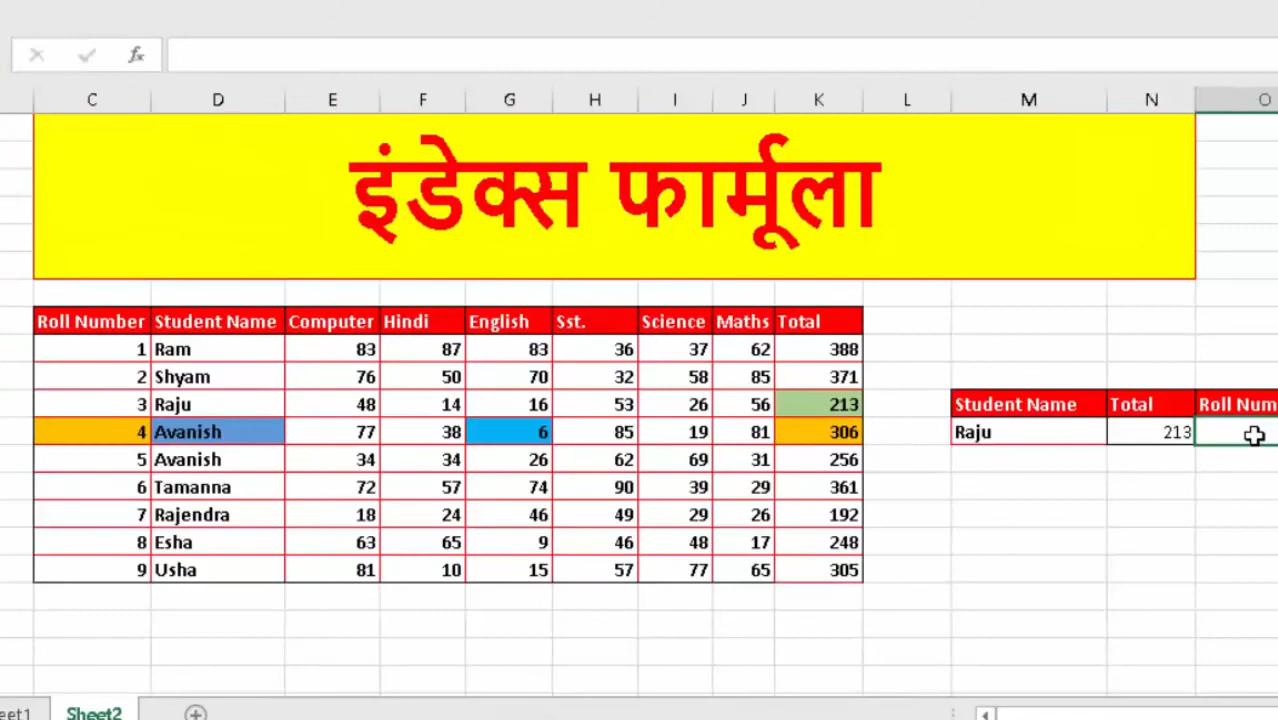 fx
C D E F G H I J K L M N O
इंडेक्स फार्मूला
Roll Number Student Name Computer Hindi English Sst. Science Maths Total
1 Ram 83 87 83 36 37 62 388
2 Shyam 76 50 70 32 58 85 371
3 Raju 48 14 16 53 26 56 213 Student Name Total Roll Num
4 Avanish 77 38 6 85 19 81 306 Raju 213
5 Avanish 34 34 26 62 69 31 256
6 Tamanna 72 57 74 90 39 29 361
7 Rajendra 18 24 46 49 29 26 192
8 Esha 63 65 9 46 48 17 248
9 Usha 81 10 15 57 77 65 305
eet1 Sheet2